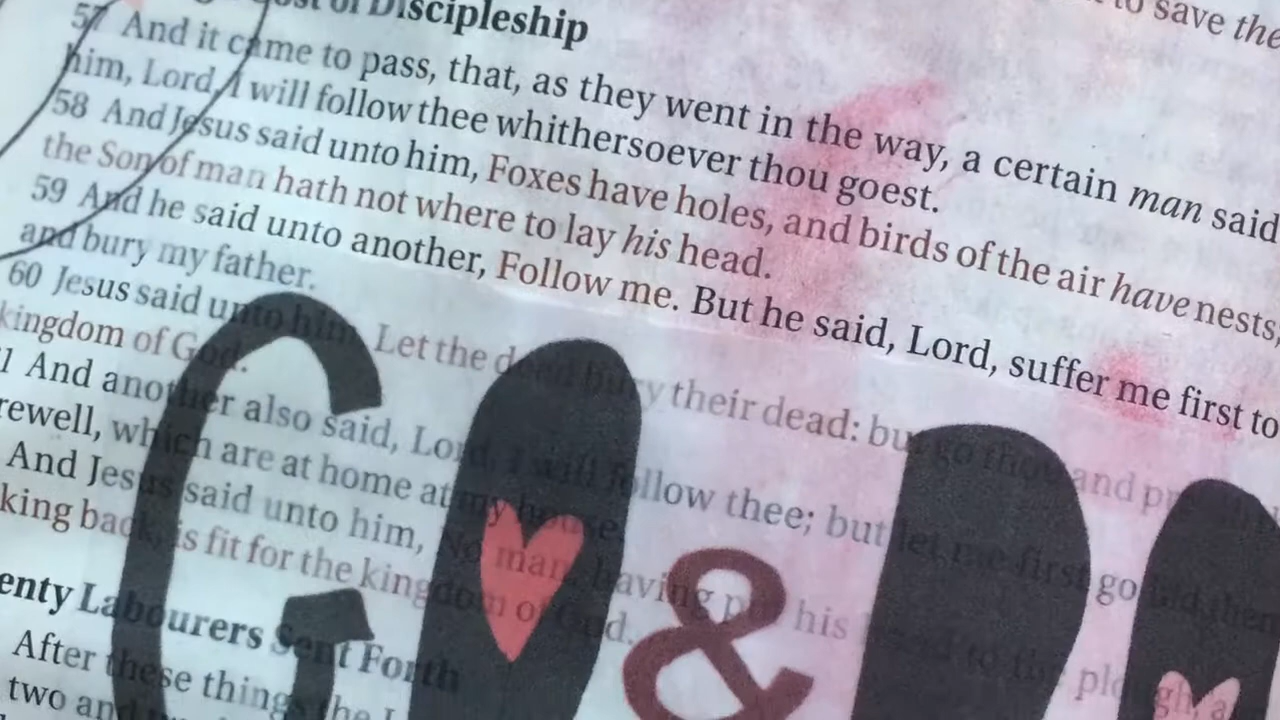 to save the
Discipleship
57 And it came to pass, that, as they went in the way, a certain man said
him, Lord, I will follow thee whithersoever thou goest.
58 And Jesus said unto him, Foxes have holes, and birds of the air have nests,
the Son of man hath not where to lay his head.
59 And he said unto another, Follow me. But he said, Lord, suffer me first to
and bury my father.
60 Jesus said unto him, Let the dead bury their dead: but go thou and
kingdom of God.
And another also said, Lord, I will follow thee; but let me first go bid them
which are at home at my house.
And Jesus said unto him, No man, having put his hand to the plough, a
king back, is fit for the kingdom of God.
enty Labourers Sent Forth
After these things the L
two and
G
&